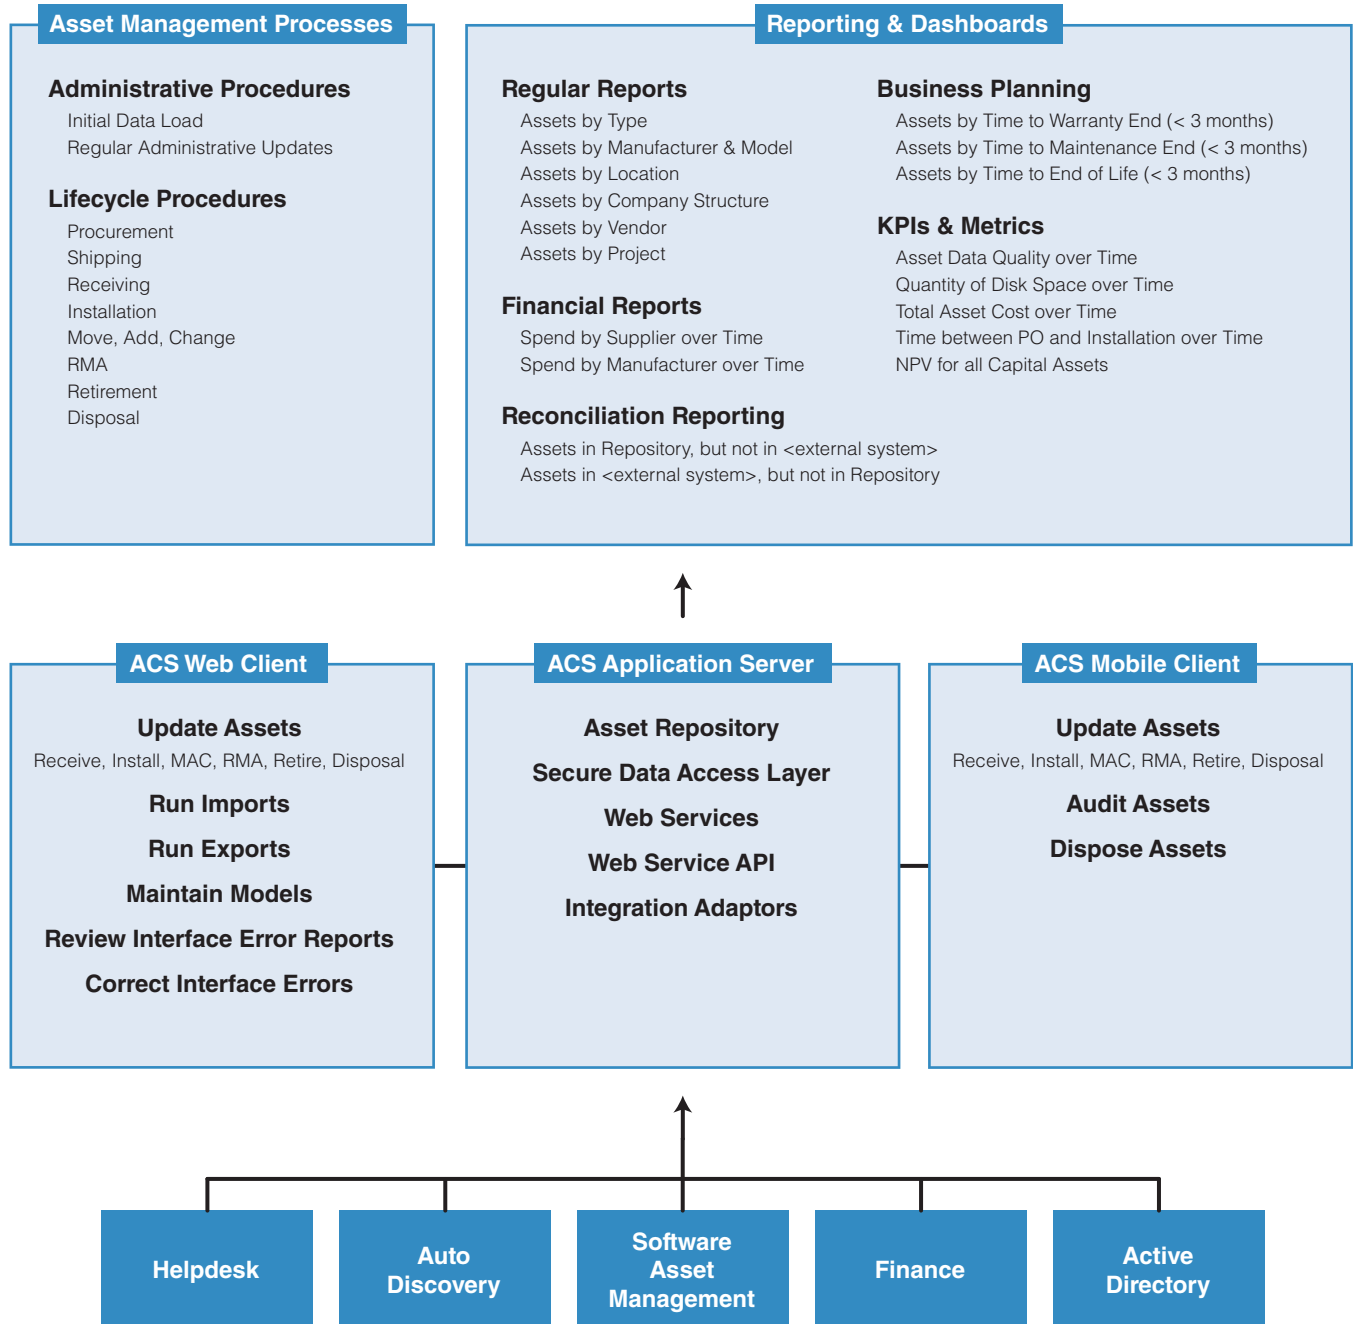 Asset Management Processes
Administrative Procedures
Initial Data Load
Regular Administrative Updates
Lifecycle Procedures
Procurement
Shipping
Receiving
Installation
Move, Add, Change
RMA
Retirement
Disposal
Reporting & Dashboards
Regular Reports
Assets by Type
Assets by Manufacturer & Model
Assets by Location
Assets by Company Structure
Assets by Vendor
Assets by Project
Financial Reports
Spend by Supplier over Time
Spend by Manufacturer over Time
Reconciliation Reporting
Assets in Repository, but not in <external system>
Assets in <external system>, but not in Repository
Business Planning
Assets by Time to Warranty End (< 3 months)
Assets by Time to Maintenance End (< 3 months)
Assets by Time to End of Life (< 3 months)
KPIs & Metrics
Asset Data Quality over Time
Quantity of Disk Space over Time
Total Asset Cost over Time
Time between PO and Installation over Time
NPV for all Capital Assets
ACS Web Client
Update Assets
Receive, Install, MAC, RMA, Retire, Disposal
Run Imports
Run Exports
Maintain Models
Review Interface Error Reports
Correct Interface Errors
ACS Application Server
Asset Repository
Secure Data Access Layer
Web Services
Web Service API
Integration Adaptors
ACS Mobile Client
Update Assets
Receive, Install, MAC, RMA, Retire, Disposal
Audit Assets
Dispose Assets
Helpdesk
Auto
Discovery
Software
Asset
Management
Finance
Active
Directory